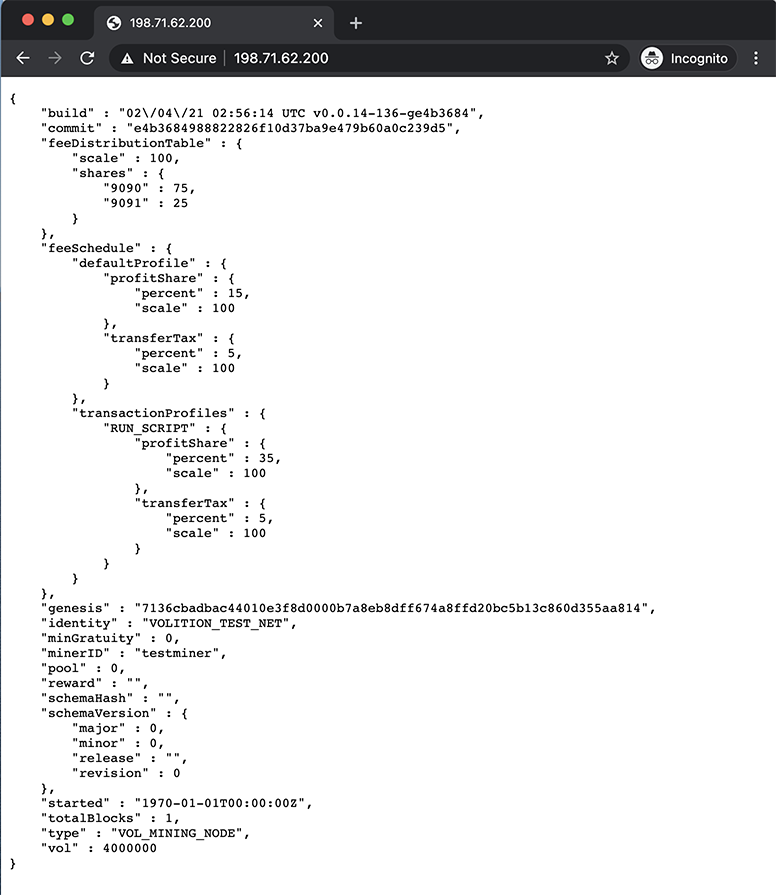 198.71.62.200
Not Secure 198.71.62.200 Incognito
{
    "build" : "02\/04\/21 02:56:14 UTC v0.0.14-136-ge4b3684",
    "commit" : "e4b3684988822826f10d37ba9e479b60a0c239d5",
    "feeDistributionTable" : {
        "scale" : 100,
        "shares" : {
            "9090" : 75,
            "9091" : 25
        }
    },
    "feeSchedule" : {
        "defaultProfile" : {
            "profitShare" : {
                "percent" : 15,
                "scale" : 100
            },
            "transferTax" : {
                "percent" : 5,
                "scale" : 100
            }
        },
        "transactionProfiles" : {
            "RUN_SCRIPT" : {
                "profitShare" : {
                    "percent" : 35,
                    "scale" : 100
                },
                "transferTax" : {
                    "percent" : 5,
                    "scale" : 100
                }
            }
        }
    },
    "genesis" : "7136cbadbac44010e3f8d0000b7a8eb8dff674a8ffd20bc5b13c860d355aa814",
    "identity" : "VOLITION_TEST_NET",
    "minGratuity" : 0,
    "minerID" : "testminer",
    "pool" : 0,
    "reward" : "",
    "schemaHash" : "",
    "schemaVersion" : {
        "major" : 0,
        "minor" : 0,
        "release" : "",
        "revision" : 0
    },
    "started" : "1970-01-01T00:00:00Z",
    "totalBlocks" : 1,
    "type" : "VOL_MINING_NODE",
    "vol" : 4000000
}